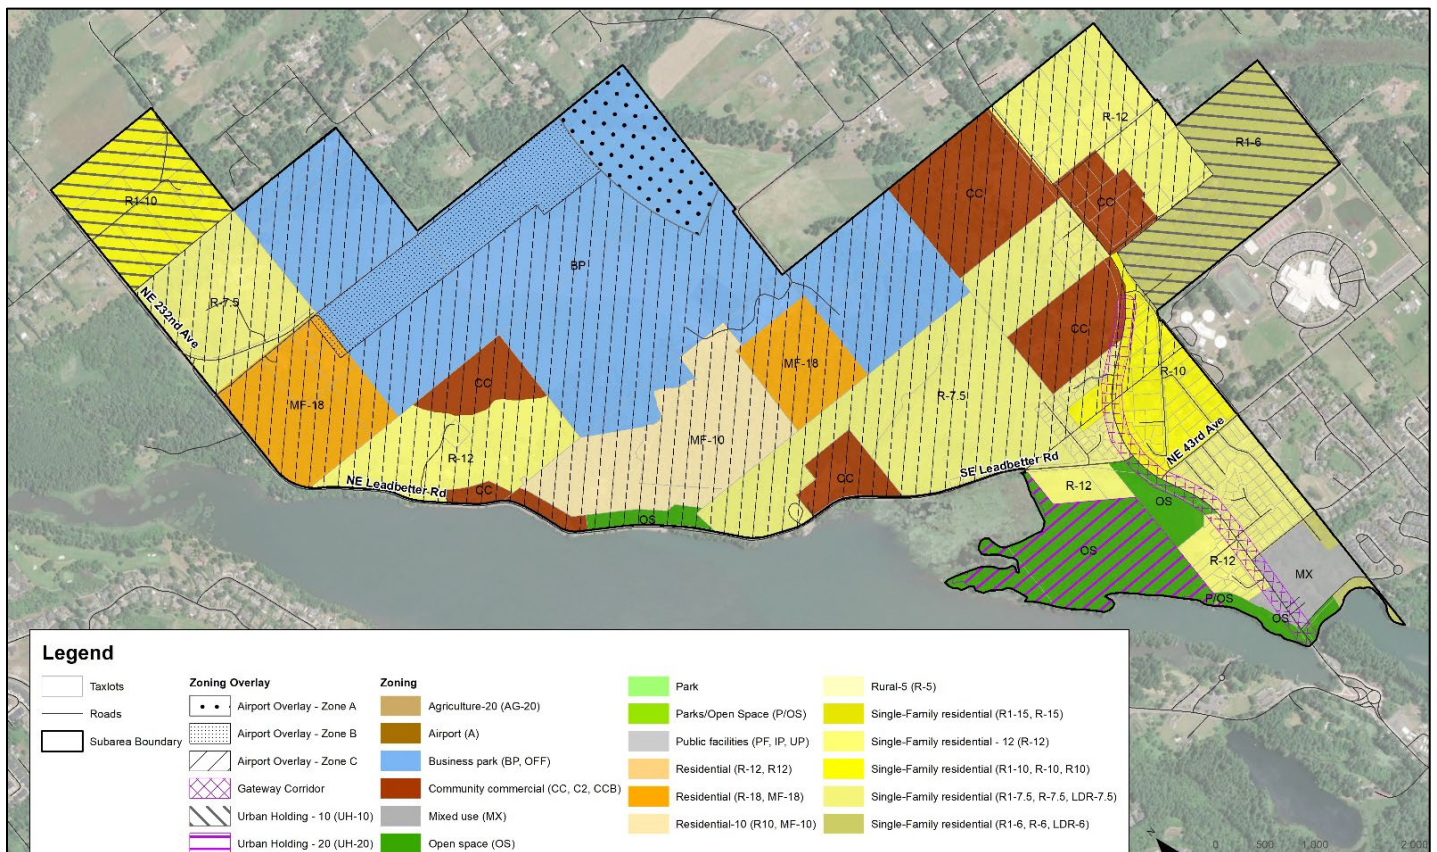 R-12
R1-6
R1-10
CC
CC
BP
NE 232nd Ave
R-7.5
CC
MF-18
CC
R-10
R-7.5
MF-18
MF-10
NE 43rd Ave
R-12
SE Leadbetter Rd
CC
NE Leadbetter Rd
CC
R-12
OS
OS
OS
R-12
MX
P/OS
OS
Legend
Taxlots
Roads
Subarea Boundary
Zoning Overlay
Airport Overlay - Zone A
Airport Overlay - Zone B
Airport Overlay - Zone C
Gateway Corridor
Urban Holding - 10 (UH-10)
Urban Holding - 20 (UH-20)
Zoning
Agriculture-20 (AG-20)
Airport (A)
Business park (BP, OFF)
Community commercial (CC, C2, CCB)
Mixed use (MX)
Open space (OS)
Park
Parks/Open Space (P/OS)
Public facilities (PF, IP, UP)
Residential (R-12, R12)
Residential (R-18, MF-18)
Residential-10 (R10, MF-10)
Rural-5 (R-5)
Single-Family residential (R1-15, R-15)
Single-Family residential - 12 (R-12)
Single-Family residential (R1-10, R-10, R10)
Single-Family residential (R1-7.5, R-7.5, LDR-7.5)
Single-Family residential (R1-6, R-6, LDR-6)
N
0 500 1,000 2,000